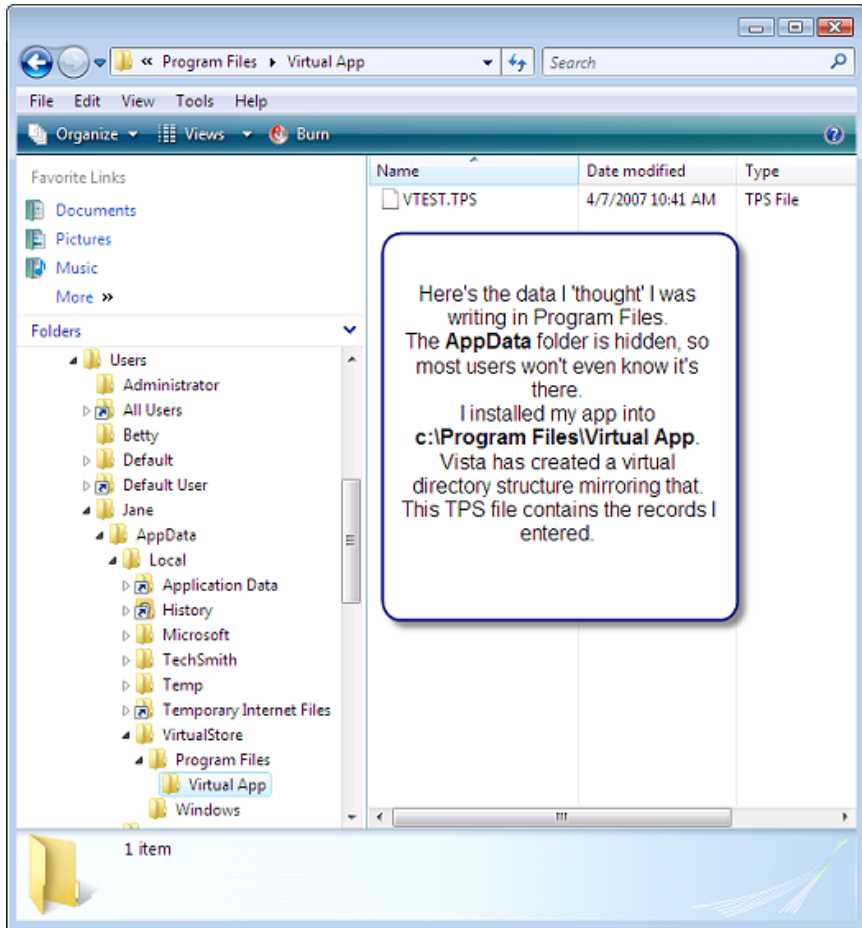 « Program Files ▸ Virtual App
Search
File Edit View Tools Help
Organize Views Burn
Favorite Links
Documents
Pictures
Music
More »
Folders
Users
Administrator
All Users
Betty
Default
Default User
Jane
AppData
Local
Application Data
History
Microsoft
TechSmith
Temp
Temporary Internet Files
VirtualStore
Program Files
Virtual App
Windows
Name Date modified Type
VTEST.TPS 4/7/2007 10:41 AM TPS File
Here's the data I 'thought' I was
writing in Program Files.
The AppData folder is hidden, so
most users won't even know it's
there.
I installed my app into
c:\Program Files\Virtual App.
Vista has created a virtual
directory structure mirroring that.
This TPS file contains the records I
entered.
1 item